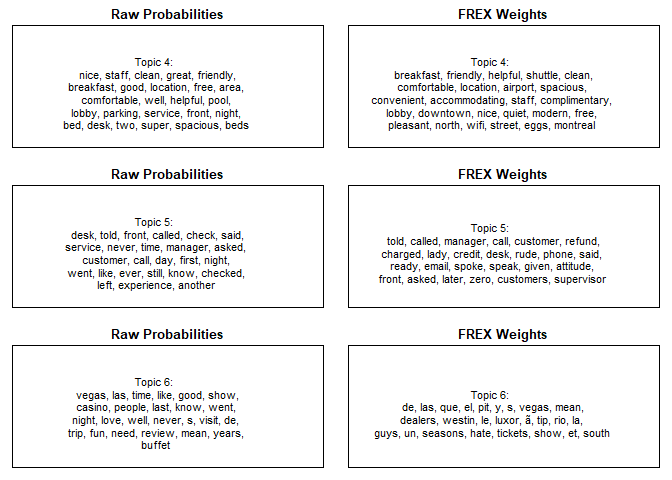 Raw Probabilities
Topic 4:
nice, staff, clean, great, friendly,
breakfast, good, location, free, area,
comfortable, well, helpful, pool,
lobby, parking, service, front, night,
bed, desk, two, super, spacious, beds
FREX Weights
Topic 4:
breakfast, friendly, helpful, shuttle, clean,
comfortable, location, airport, spacious,
convenient, accommodating, staff, complimentary,
lobby, downtown, nice, quiet, modern, free,
pleasant, north, wifi, street, eggs, montreal
Raw Probabilities
Topic 5:
desk, told, front, called, check, said,
service, never, time, manager, asked,
customer, call, day, first, night,
went, like, ever, still, know, checked,
left, experience, another
FREX Weights
Topic 5:
told, called, manager, call, customer, refund,
charged, lady, credit, desk, rude, phone, said,
ready, email, spoke, speak, given, attitude,
front, asked, later, zero, customers, supervisor
Raw Probabilities
Topic 6:
vegas, las, time, like, good, show,
casino, people, last, know, went,
night, love, well, never, s, visit, de,
trip, fun, need, review, mean, years,
buffet
FREX Weights
Topic 6:
de, las, que, el, pit, y, s, vegas, mean,
dealers, westin, le, luxor, ã, tip, rio, la,
guys, un, seasons, hate, tickets, show, et, south